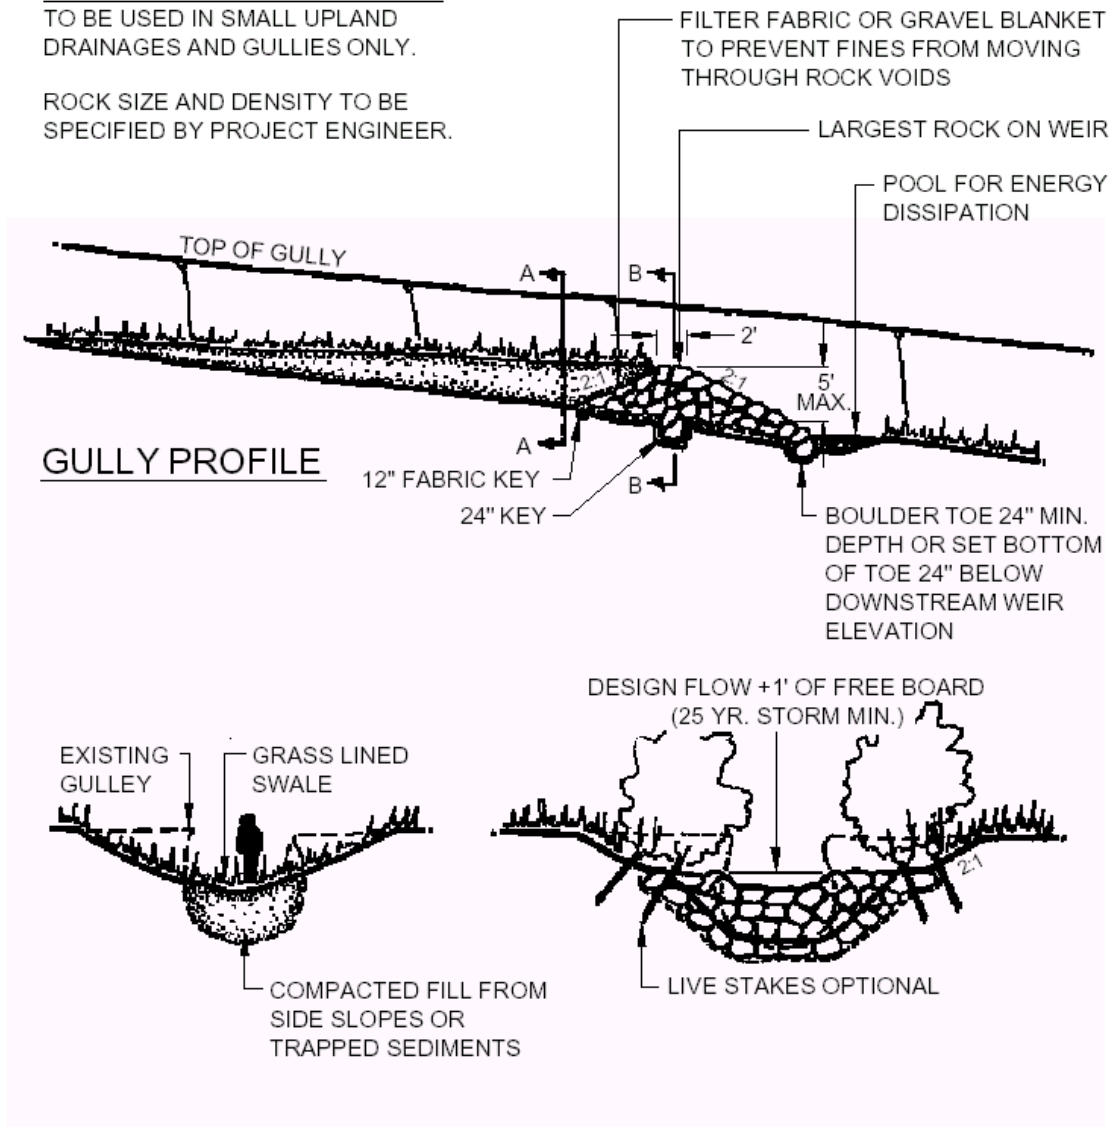 TO BE USED IN SMALL UPLAND
DRAINAGES AND GULLIES ONLY.
ROCK SIZE AND DENSITY TO BE
SPECIFIED BY PROJECT ENGINEER.
FILTER FABRIC OR GRAVEL BLANKET
TO PREVENT FINES FROM MOVING
THROUGH ROCK VOIDS
LARGEST ROCK ON WEIR
POOL FOR ENERGY
DISSIPATION
TOP OF GULLY
A
B
2'
2:1
2:1
5'
MAX.
A
B
GULLY PROFILE
12" FABRIC KEY
24" KEY
BOULDER TOE 24" MIN.
DEPTH OR SET BOTTOM
OF TOE 24" BELOW
DOWNSTREAM WEIR
ELEVATION
DESIGN FLOW +1' OF FREE BOARD
(25 YR. STORM MIN.)
EXISTING
GULLEY
GRASS LINED
SWALE
2:1
COMPACTED FILL FROM
SIDE SLOPES OR
TRAPPED SEDIMENTS
LIVE STAKES OPTIONAL